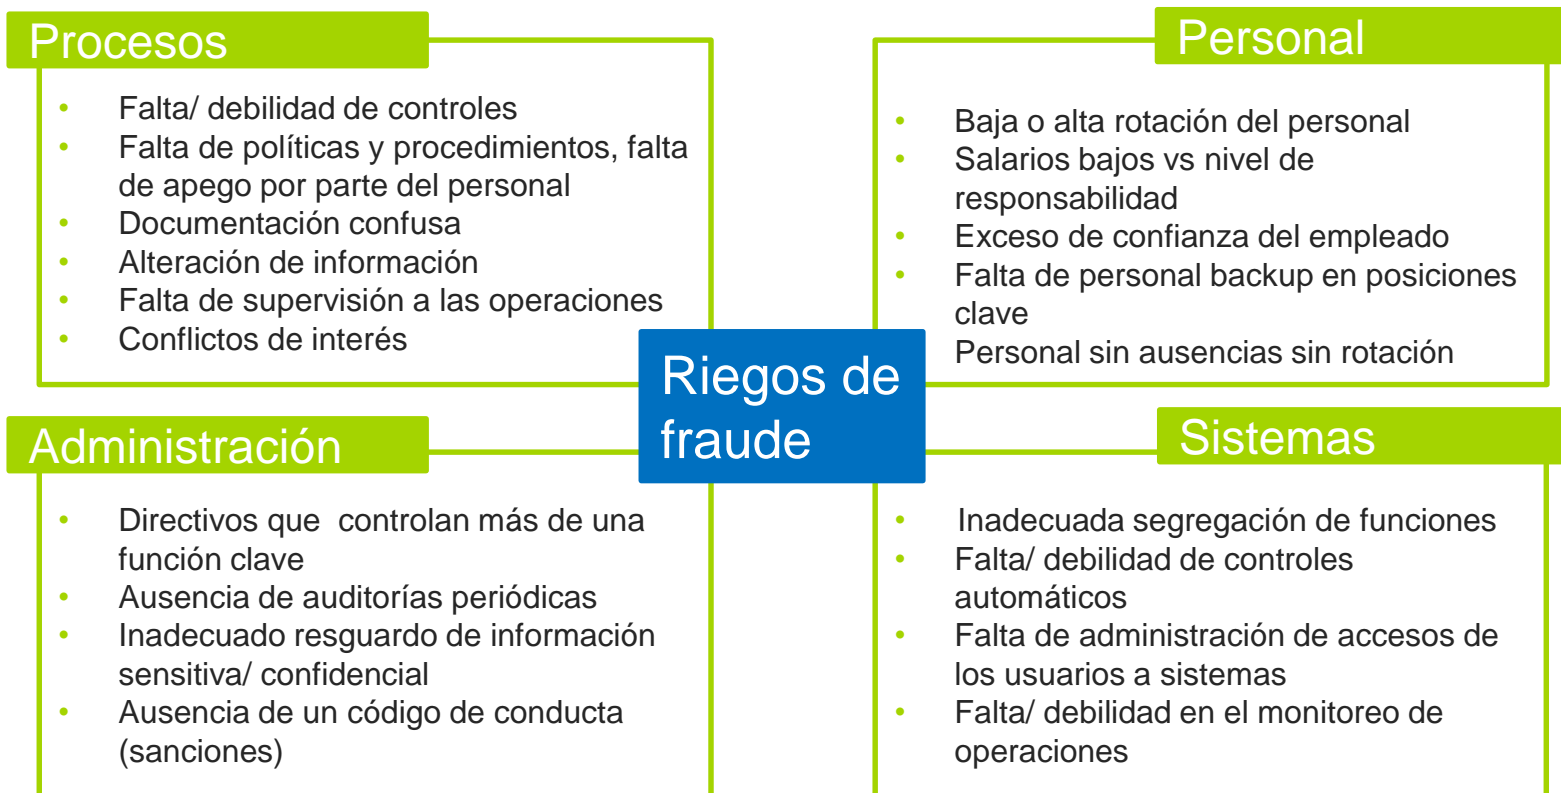 Procesos
• Falta/ debilidad de controles
• Falta de políticas y procedimientos, falta
de apego por parte del personal
• Documentación confusa
• Alteración de información
• Falta de supervisión a las operaciones
• Conflictos de interés
Personal
• Baja o alta rotación del personal
• Salarios bajos vs nivel de
responsabilidad
• Exceso de confianza del empleado
• Falta de personal backup en posiciones
clave
Personal sin ausencias sin rotación
Riegos de
fraude
Administración
• Directivos que  controlan más de una
función clave
• Ausencia de auditorías periódicas
• Inadecuado resguardo de información
sensitiva/ confidencial
• Ausencia de un código de conducta
(sanciones)
Sistemas
• Inadecuada segregación de funciones
• Falta/ debilidad de controles
automáticos
• Falta de administración de accesos de
los usuarios a sistemas
• Falta/ debilidad en el monitoreo de
operaciones